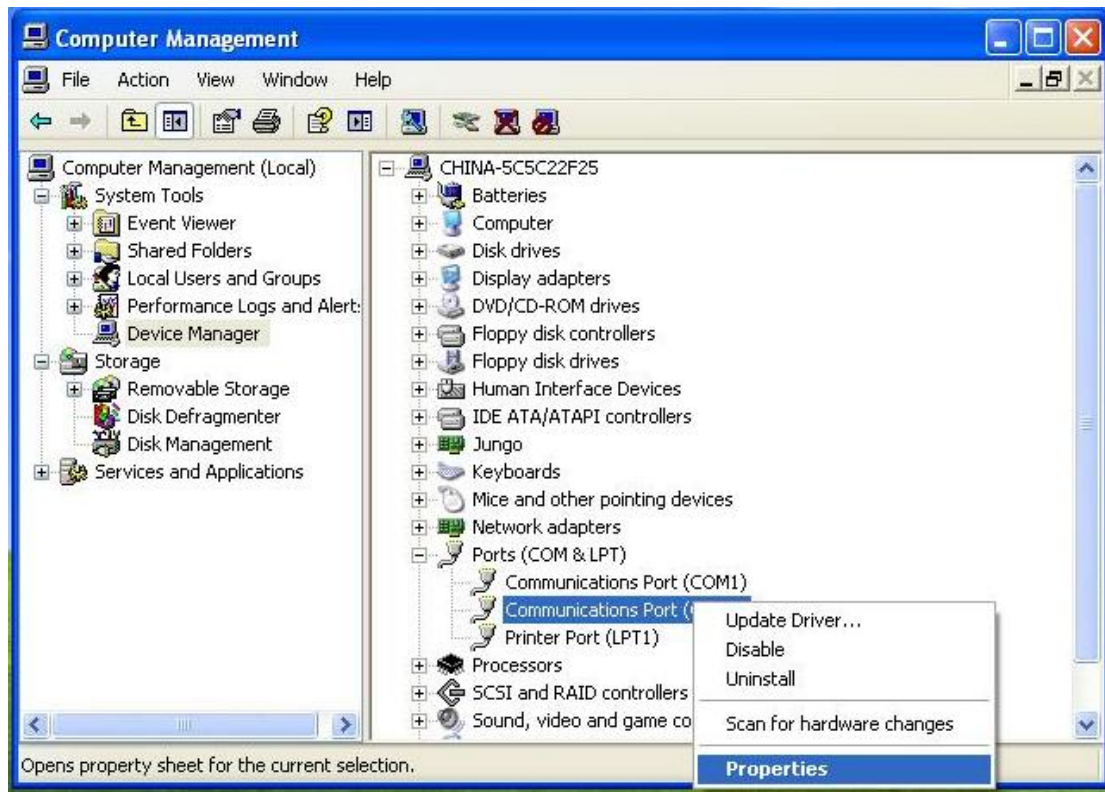 Computer Management
File Action View Window Help
Computer Management (Local)
System Tools
Event Viewer
Shared Folders
Local Users and Groups
Performance Logs and Alert:
Device Manager
Storage
Removable Storage
Disk Defragmenter
Disk Management
Services and Applications
CHINA-5C5C22F25
Batteries
Computer
Disk drives
Display adapters
DVD/CD-ROM drives
Floppy disk controllers
Floppy disk drives
Human Interface Devices
IDE ATA/ATAPI controllers
Jungo
Keyboards
Mice and other pointing devices
Network adapters
Ports (COM & LPT)
Communications Port (COM1)
Communications Port (
Printer Port (LPT1)
Processors
SCSI and RAID controllers
Sound, video and game co
Update Driver...
Disable
Uninstall
Scan for hardware changes
Properties
Opens property sheet for the current selection.